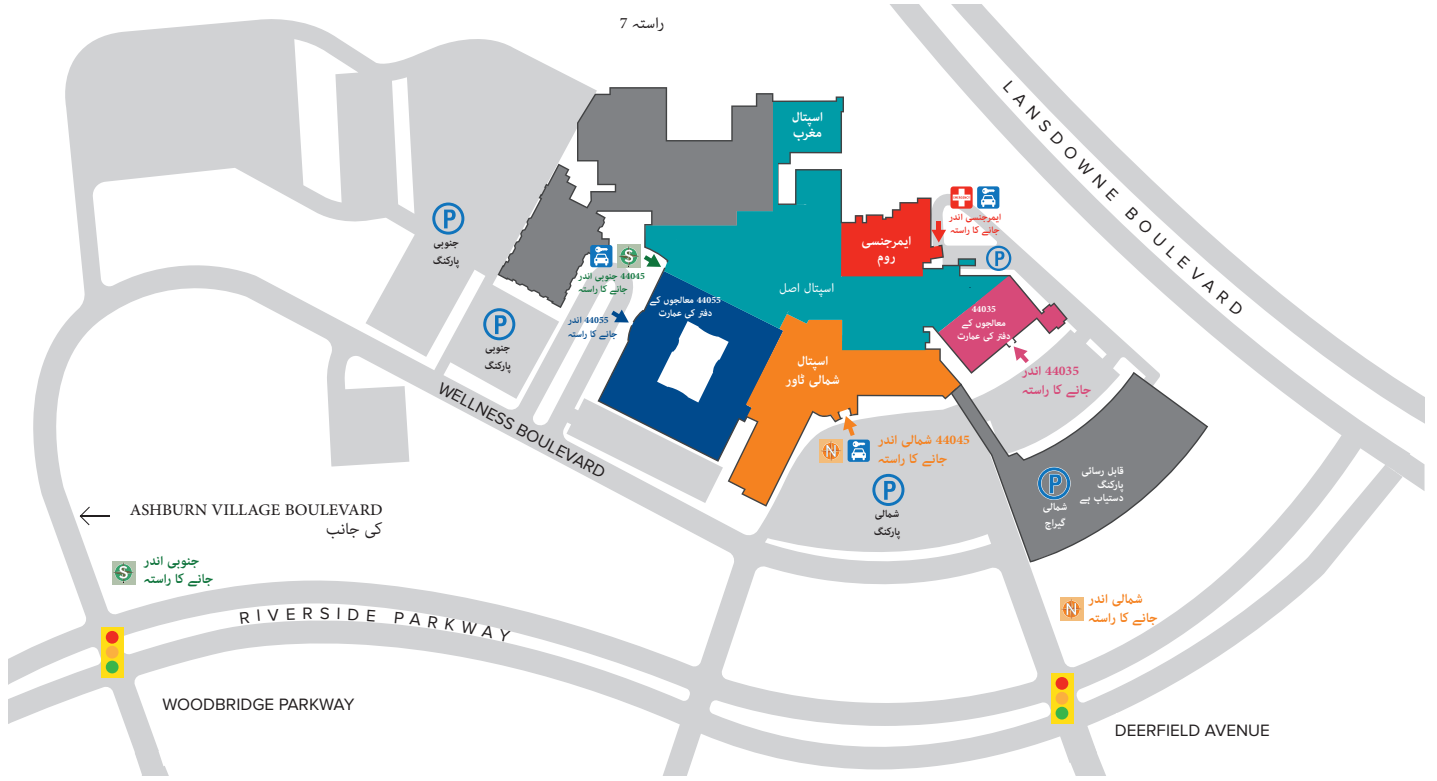 راستہ 7
LANSDOWNE BOULEVARD
اسپتال
مغرب
ایمرجنسی اندر
جانے کا راستہ
ایمرجنسی
روم
P
جنوبی
پارکنگ
P
S
44045 جنوبی اندر
جانے کا راستہ
اسپتال اصل
44055 معالجوں کے
دفتر کی عمارت
44055 اندر
جانے کا راستہ
44035
معالجوں کے
دفتر کی عمارت
P
جنوبی
پارکنگ
اسپتال
شمالی ٹاور
44035 اندر
جانے کا راستہ
WELLNESS BOULEVARD
N
44045 شمالی اندر
جانے کا راستہ
P
شمالی
پارکنگ
قابل رسائی
پارکنگ
دستیاب ہے
P
شمالی
گیراج
ASHBURN VILLAGE BOULEVARD
کی جانب
S
جنوبی اندر
جانے کا راستہ
N
شمالی اندر
جانے کا راستہ
RIVERSIDE PARKWAY
WOODBRIDGE PARKWAY
DEERFIELD AVENUE